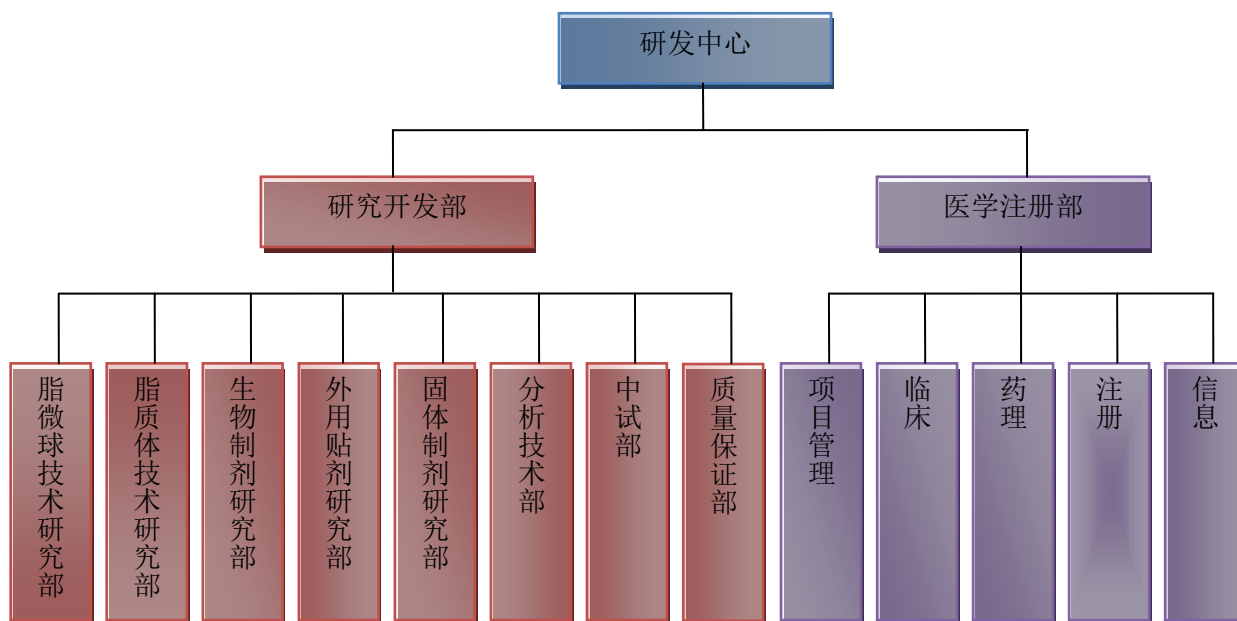 研发中心
研究开发部
医学注册部
脂微球技术研究部
脂质体技术研究部
生物制剂研究部
外用贴剂研究部
固体制剂研究部
分析技术部
中试部
质量保证部
项目管理
临床
药理
注册
信息